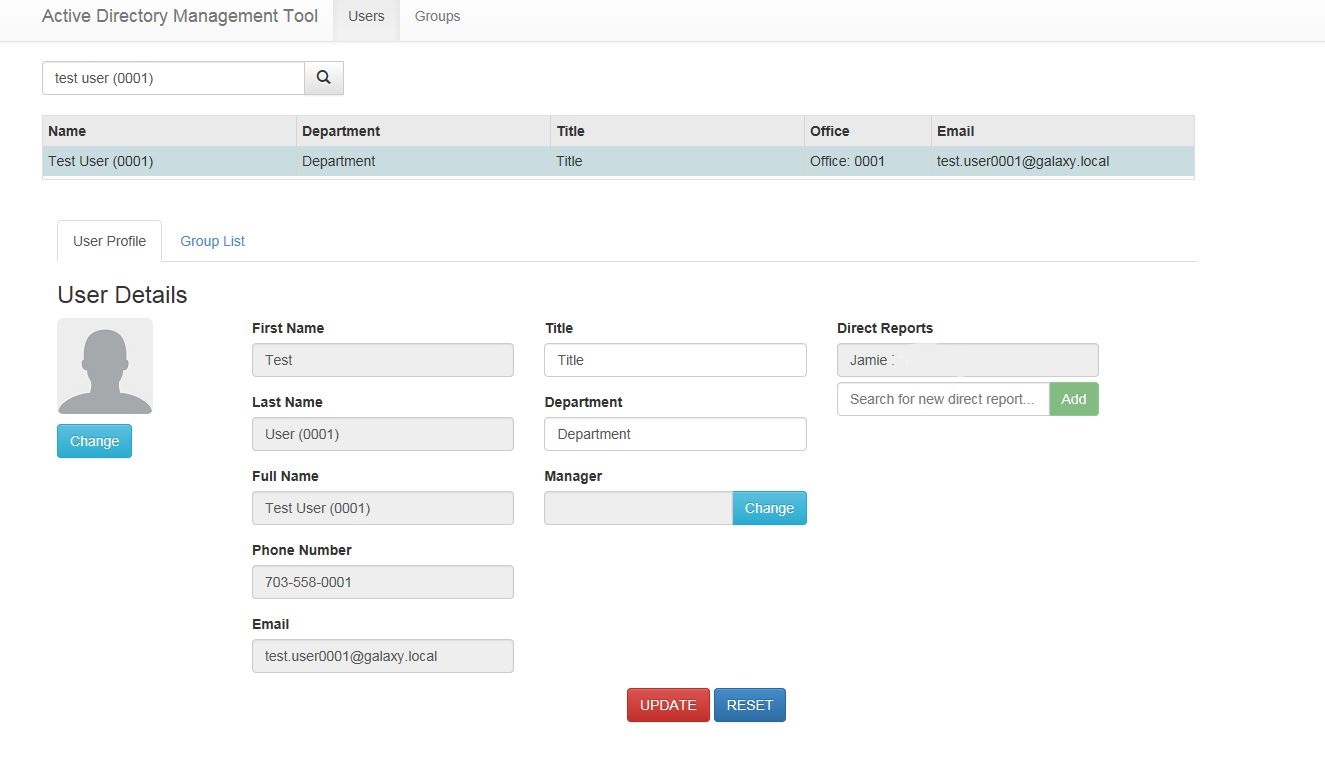 Active Directory Management Tool Users Groups
test user (0001)
Name Department Title Office Email
Test User (0001) Department Title Office: 0001 test.user0001@galaxy.local
User Profile Group List
User Details
First Name Title Direct Reports
Test Title Jamie
Search for new direct report... Add
Last Name Department
User (0001) Department
Change
Full Name Manager
Test User (0001) Change
Phone Number
703-558-0001
Email
test.user0001@galaxy.local
UPDATE RESET